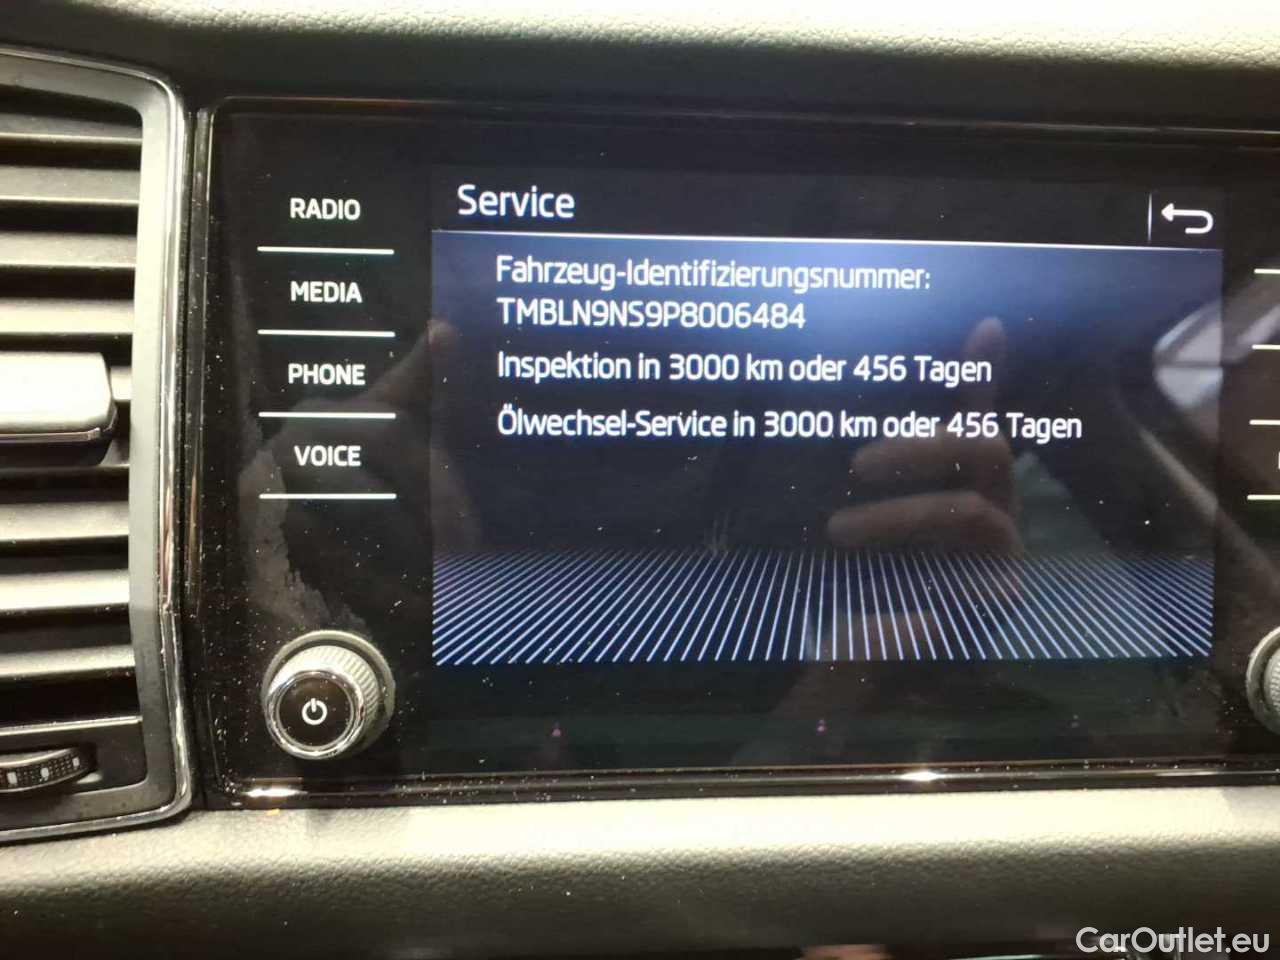 RADIO
MEDIA
PHONE
VOICE
Service
Fahrzeug-Identifizierungsnummer:
TMBLN9NS9P8006484
Inspektion in 3000 km oder 456 Tagen
Ölwechsel-Service in 3000 km oder 456 Tagen
CarOutlet.eu